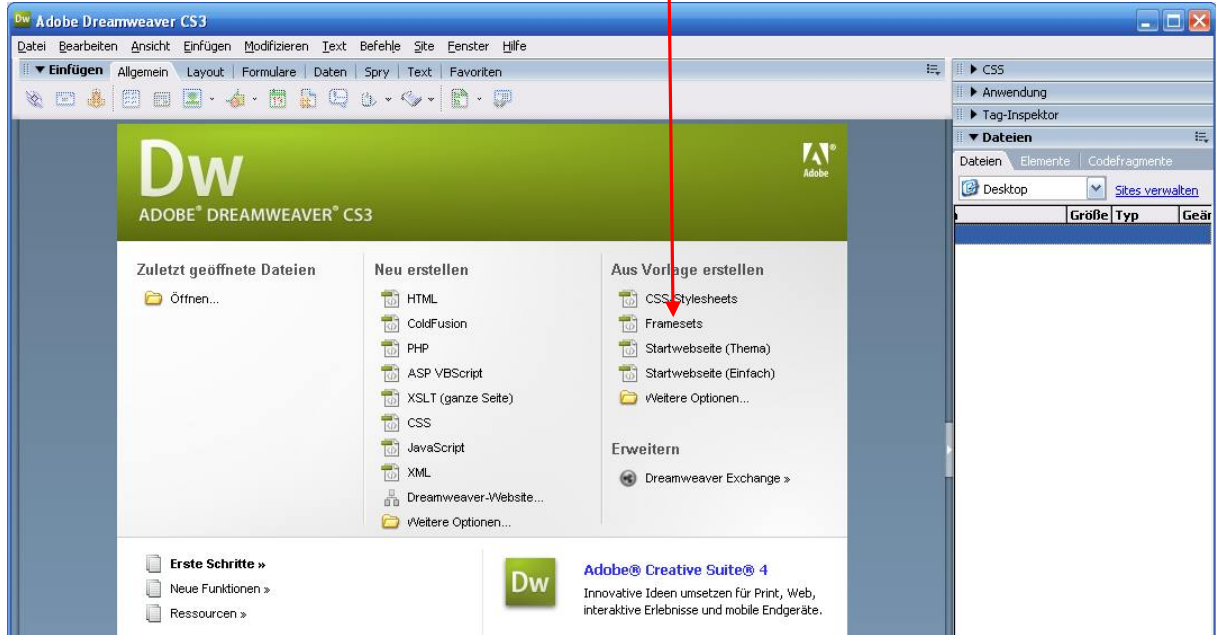 Dw Adobe Dreamweaver CS3
Datei Bearbeiten Ansicht Einfügen Modifizieren Text Befehle Site Fenster Hilfe
Einfügen Allgemein Layout Formulare Daten Spry Text Favoriten
CSS
Anwendung
Tag-Inspektor
Dateien
Dateien Elemente Codefragmente
Desktop Sites verwalten
Größe Typ Geär
Dw
ADOBE® DREAMWEAVER® CS3
Adobe
Zuletzt geöffnete Dateien
Öffnen...
Neu erstellen
HTML
ColdFusion
PHP
ASP VBScript
XSLT (ganze Seite)
CSS
JavaScript
XML
Dreamweaver-Website...
Weitere Optionen...
Aus Vorlage erstellen
CSS-Stylesheets
Framesets
Startwebseite (Thema)
Startwebseite (Einfach)
Weitere Optionen...
Erweitern
Dreamweaver Exchange »
Erste Schritte »
Neue Funktionen »
Ressourcen »
Dw
Adobe® Creative Suite® 4
Innovative Ideen umsetzen für Print, Web,
interaktive Erlebnisse und mobile Endgeräte.